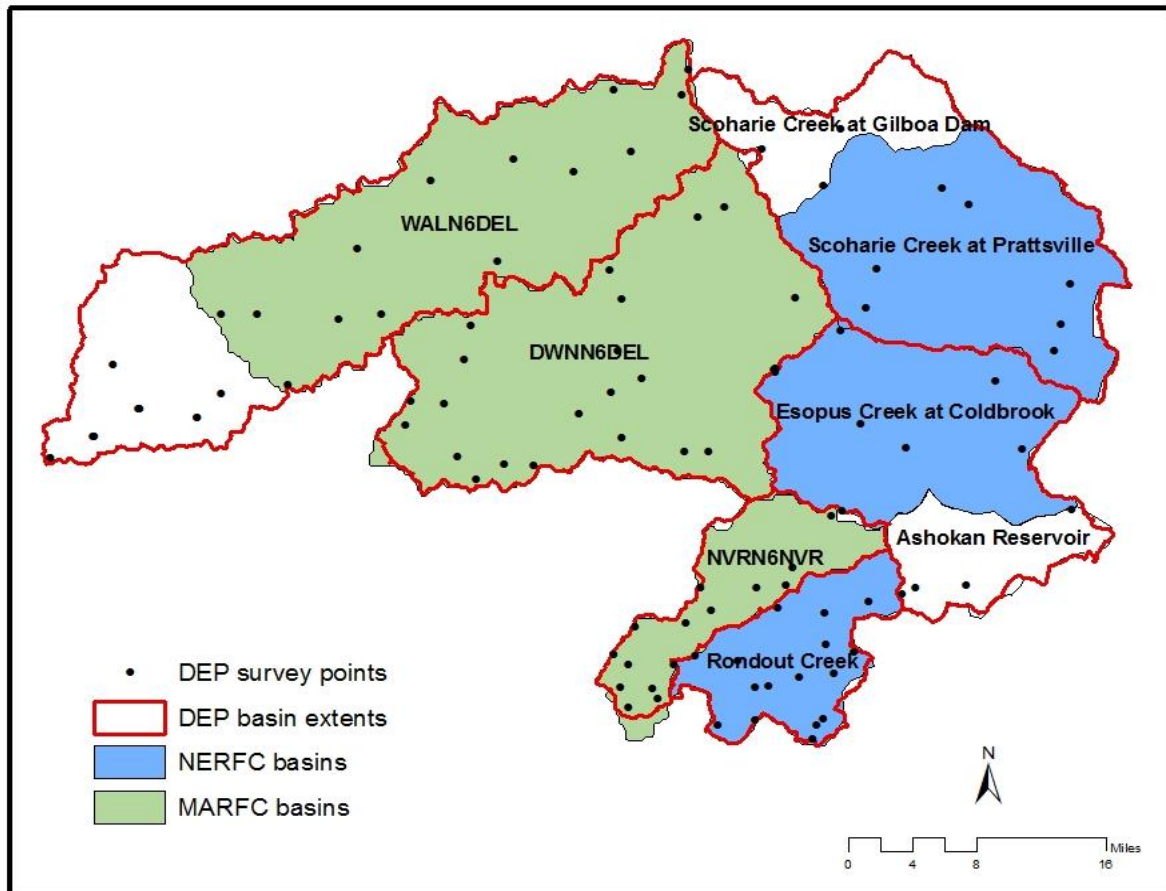 Scoharie Creek at Gilboa Dam
WALN6DEL
Scoharie Creek at Prattsville
DWNN6DEL
Esopus Creek at Coldbrook
Ashokan Reservoir
NVRN6NVR
Rondout Creek
DEP survey points
DEP basin extents
NERFC basins
MARFC basins
N
Miles
0 4 8 16